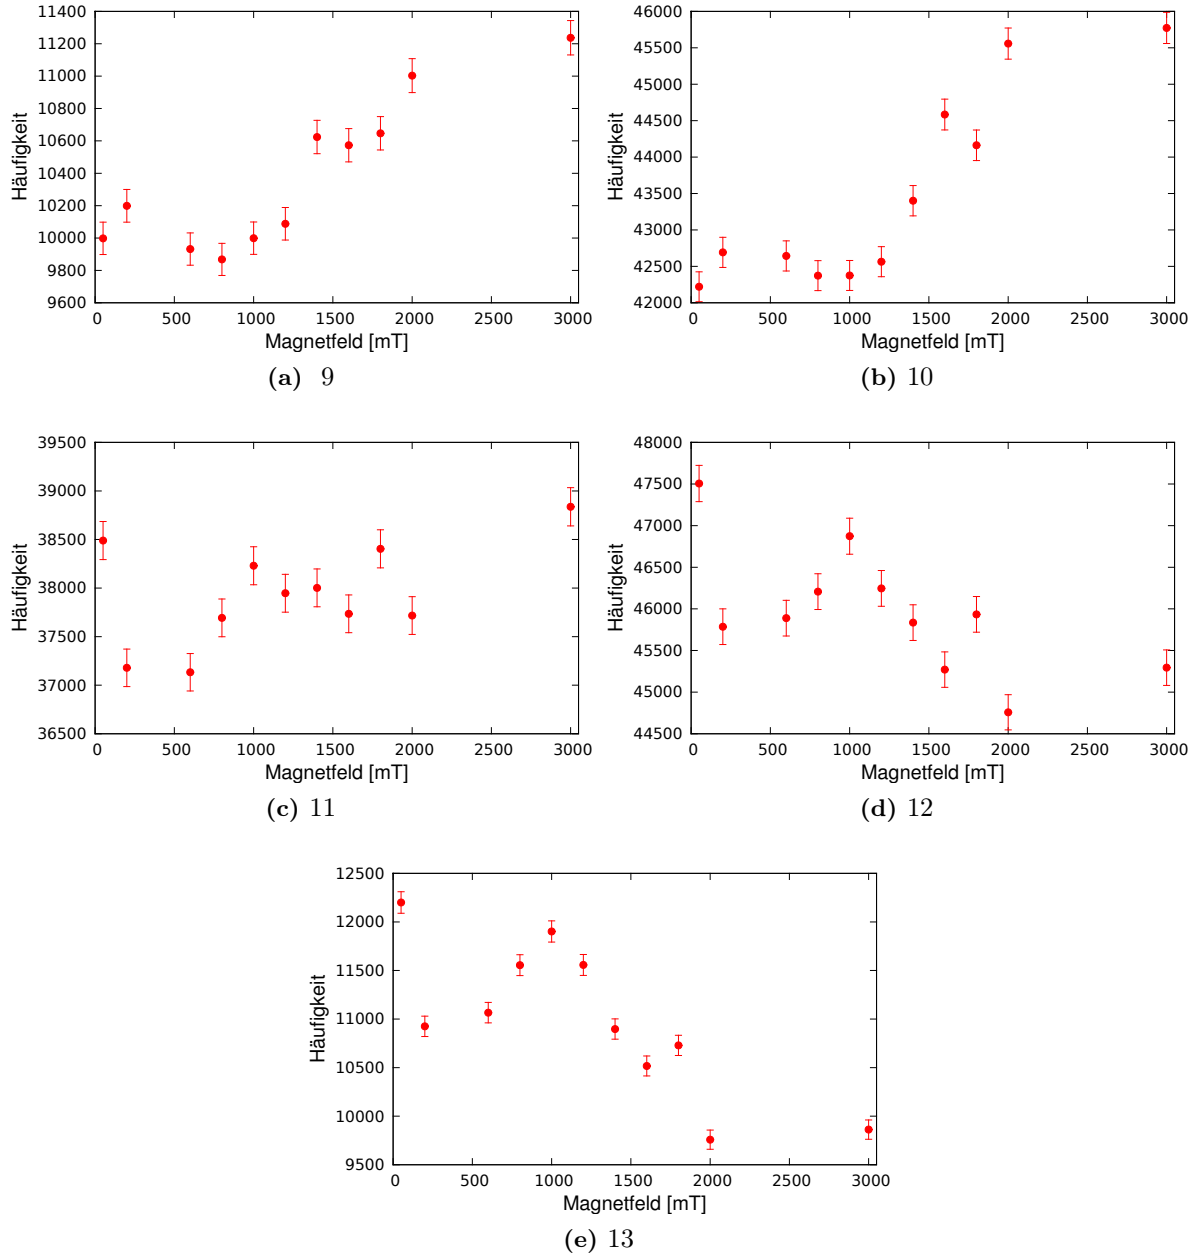 11400
11200
11000
10800
10600
10400
10200
10000
9800
9600
Häufigkeit
0 500 1000 1500 2000 2500 3000
Magnetfeld [mT]
(a) 9
46000
45500
45000
44500
44000
43500
43000
42500
42000
Häufigkeit
0 500 1000 1500 2000 2500 3000
Magnetfeld [mT]
(b) 10
39500
39000
38500
38000
37500
37000
36500
Häufigkeit
0 500 1000 1500 2000 2500 3000
Magnetfeld [mT]
(c) 11
48000
47500
47000
46500
46000
45500
45000
44500
Häufigkeit
0 500 1000 1500 2000 2500 3000
Magnetfeld [mT]
(d) 12
12500
12000
11500
11000
10500
10000
9500
Häufigkeit
0 500 1000 1500 2000 2500 3000
Magnetfeld [mT]
(e) 13